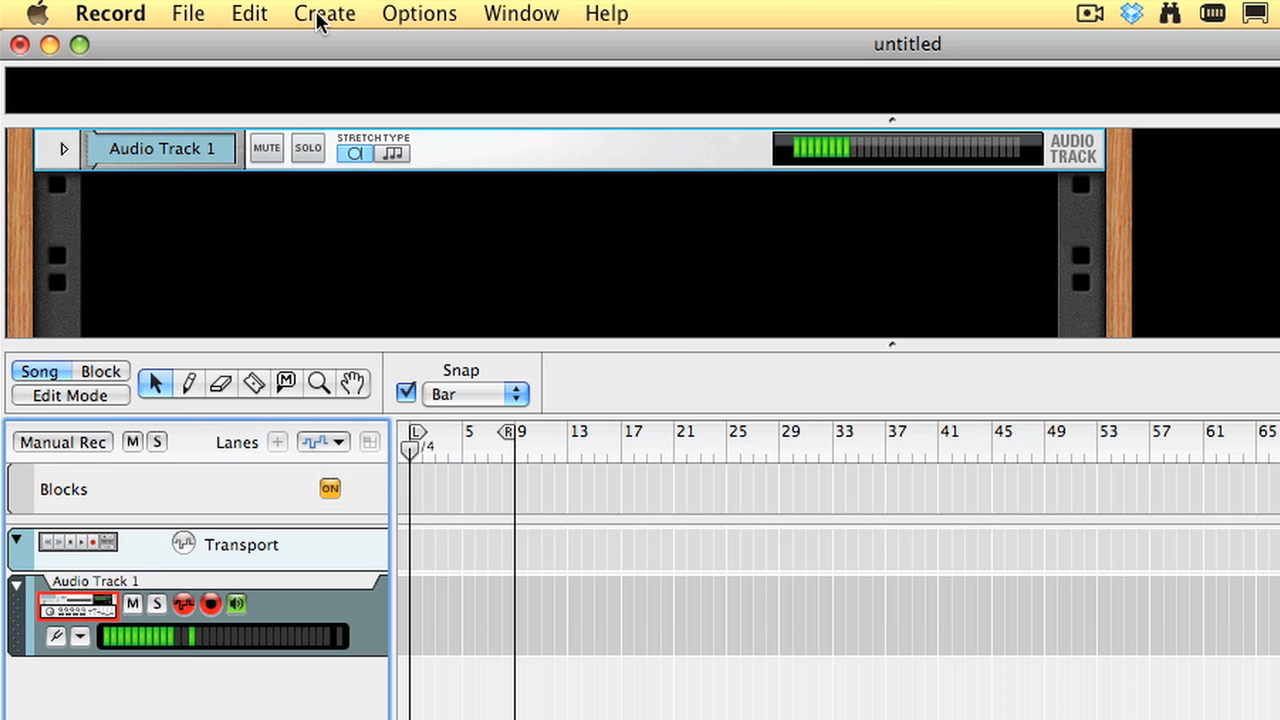 Record File Edit Create Options Window Help
untitled
Audio Track 1 MUTE SOLO STRETCH TYPE AUDIO TRACK
Song Block
Edit Mode
Snap
Bar
Manual Rec M S Lanes
L R 5 9 13 17 21 25 29 33 37 41 45 49 53 57 61 65
/4
Blocks ON
Transport
Audio Track 1
M S